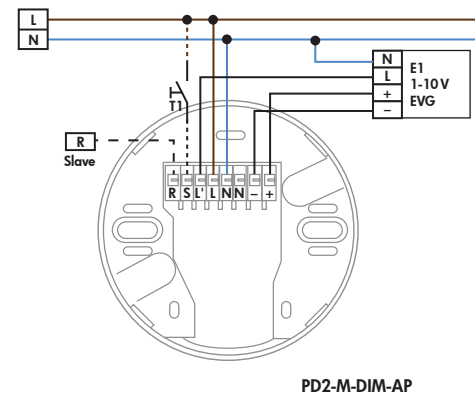 L
N
N
L
+
−
E1
1-10 V
EVG
T1
R
Slave
R S L' L N N − +
PD2-M-DIM-AP